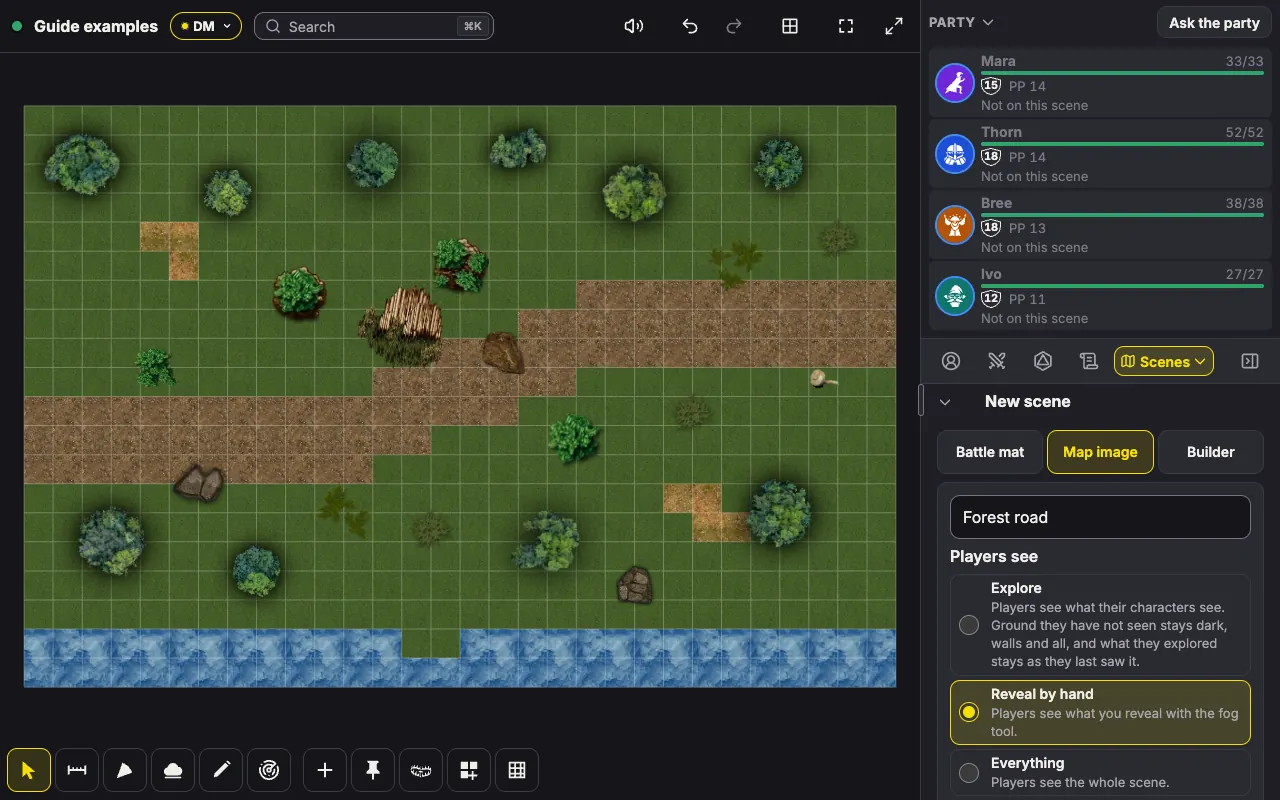 Guide examples
DM
Search
⌘K
PARTY
Ask the party
Mara
33/33
15
PP 14
Not on this scene
Thorn
52/52
18
PP 14
Not on this scene
Bree
38/38
18
PP 13
Not on this scene
Ivo
27/27
12
PP 11
Not on this scene
Scenes
New scene
Battle mat
Map image
Builder
Forest road
Players see
Explore
Players see what their characters see.
Ground they have not seen stays dark,
walls and all, and what they explored
stays as they last saw it.
Reveal by hand
Players see what you reveal with the fog
tool.
Everything
Players see the whole scene.